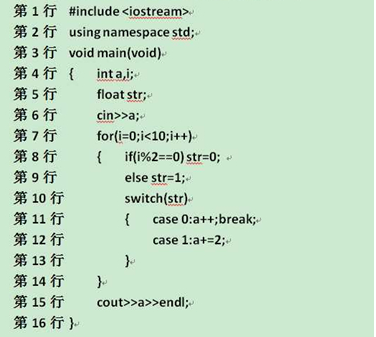 第 1 行 #include <iostream>
第 2 行 using namespace std;
第 3 行 void main(void)
第 4 行 { int a,i;
第 5 行 float str;
第 6 行 cin>>a;
第 7 行 for(i=0;i<10;i++)
第 8 行 { if(i%2==0) str=0;
第 9 行 else str=1;
第 10 行 switch(str)
第 11 行 { case 0:a++;break;
第 12 行 case 1:a+=2;
第 13 行 }
第 14 行 }
第 15 行 cout>>a>>endl;
第 16 行 }